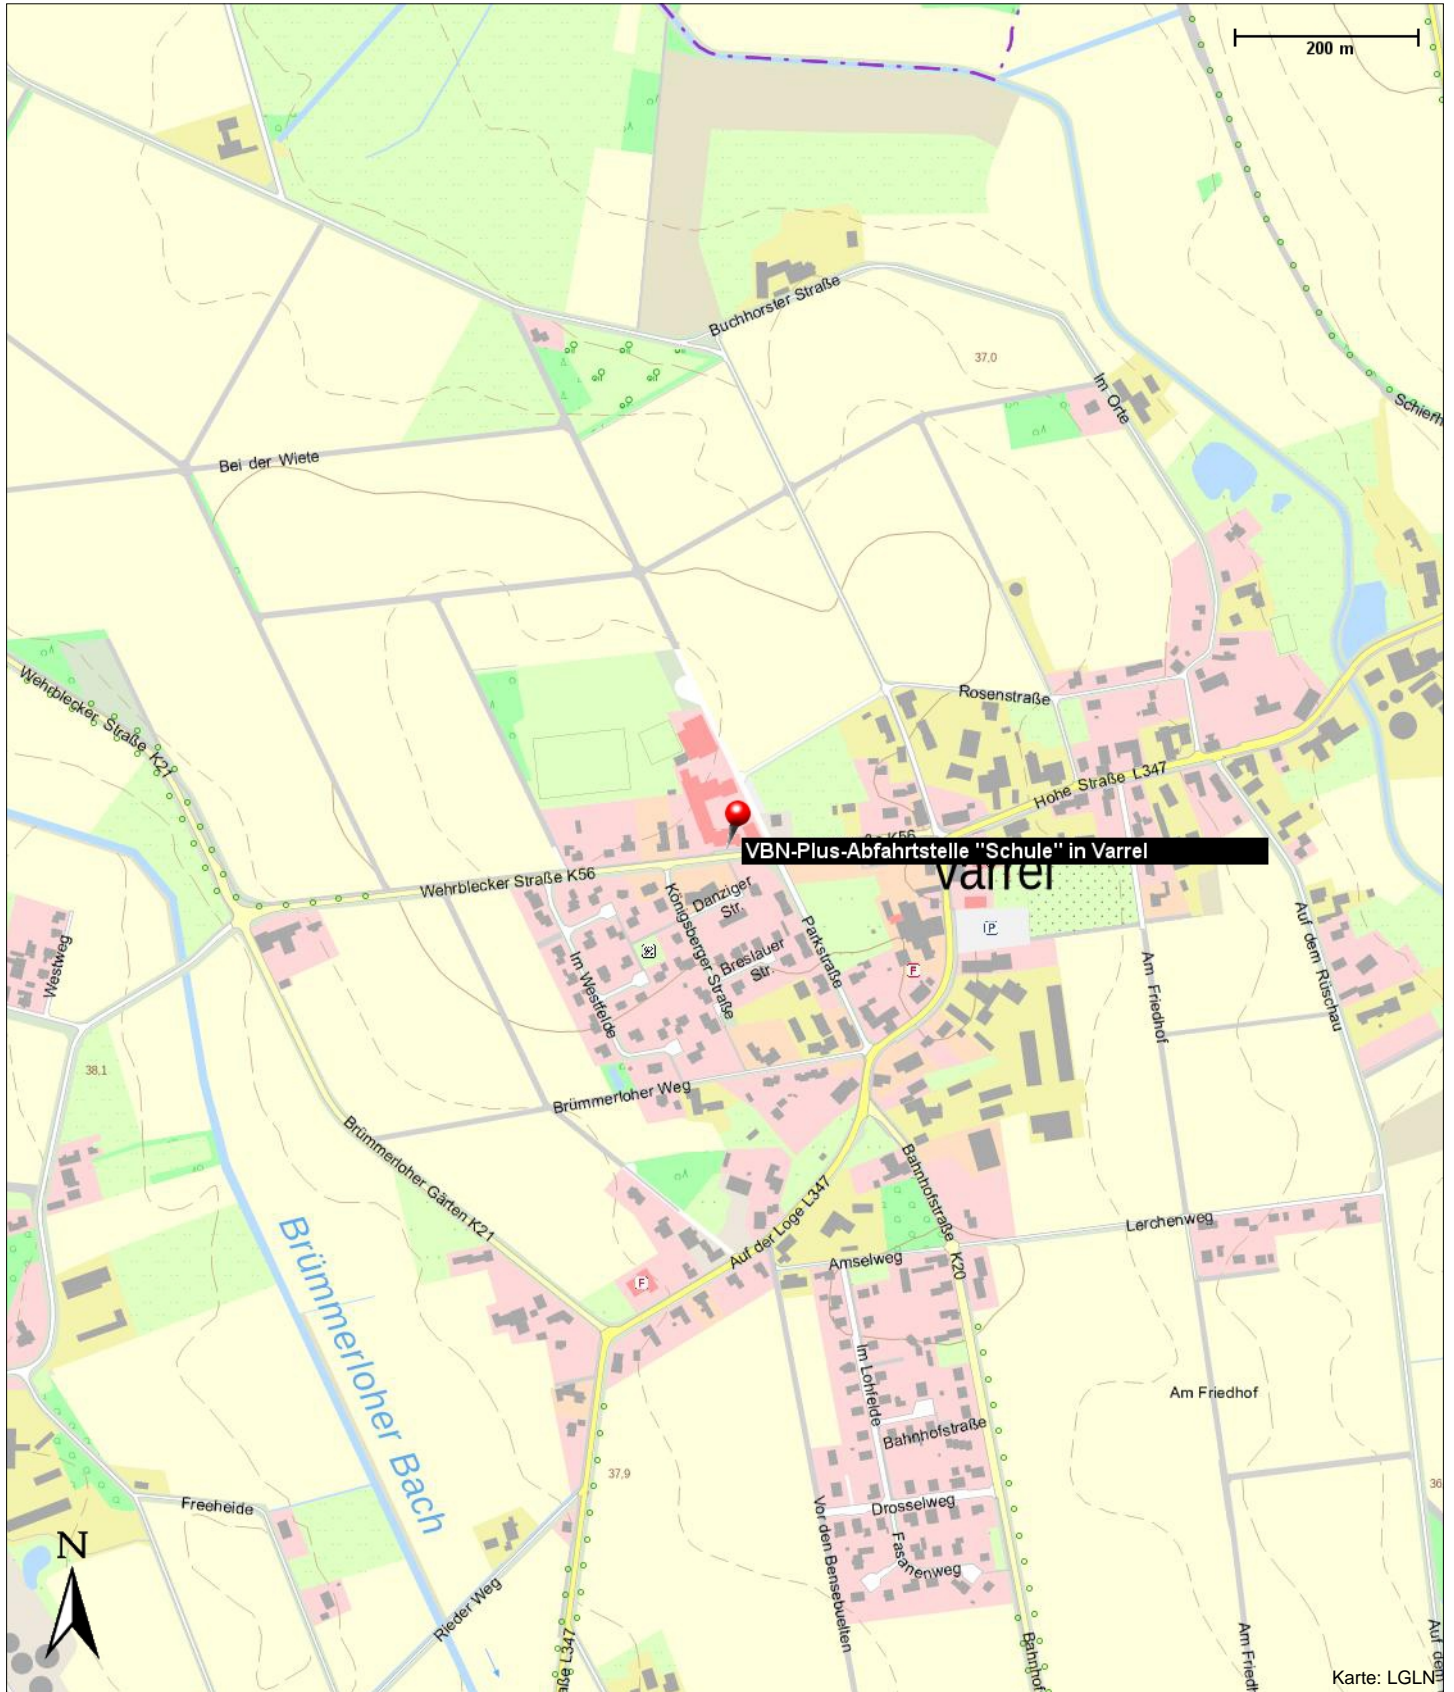 200 m
Buchhorster Straße
37,0
Im Orte
Schierh
Bei der Wiete
Rosenstraße
Wehrblecker Straße K21
Hohe Straße L347
ße K56
VBN-Plus-Abfahrtstelle "Schule" in Varrel
Varrel
Wehrblecker Straße K56
Danziger
Str.
Königsberger Straße
Breslauer
Str.
Parkstraße
P
F
Westweg
Im Westfelde
Am Friedhof
Auf dem Rüschau
38,1
Brümmerloher Weg
Brümmerloher Gärten K21
Bahnhofstraße K20
Lerchenweg
Auf der Loge L347
Amselweg
F
Brümmerloher Bach
Im Lohfelde
Am Friedhof
Bahnhofstraße
37,9
36
Freeheide
Drosselweg
Vor den Bensebuelten
Fasanenweg
N
Rieder Weg
aße L347
Bahnhof
Am Friedh
Auf dem
Karte: LGLN